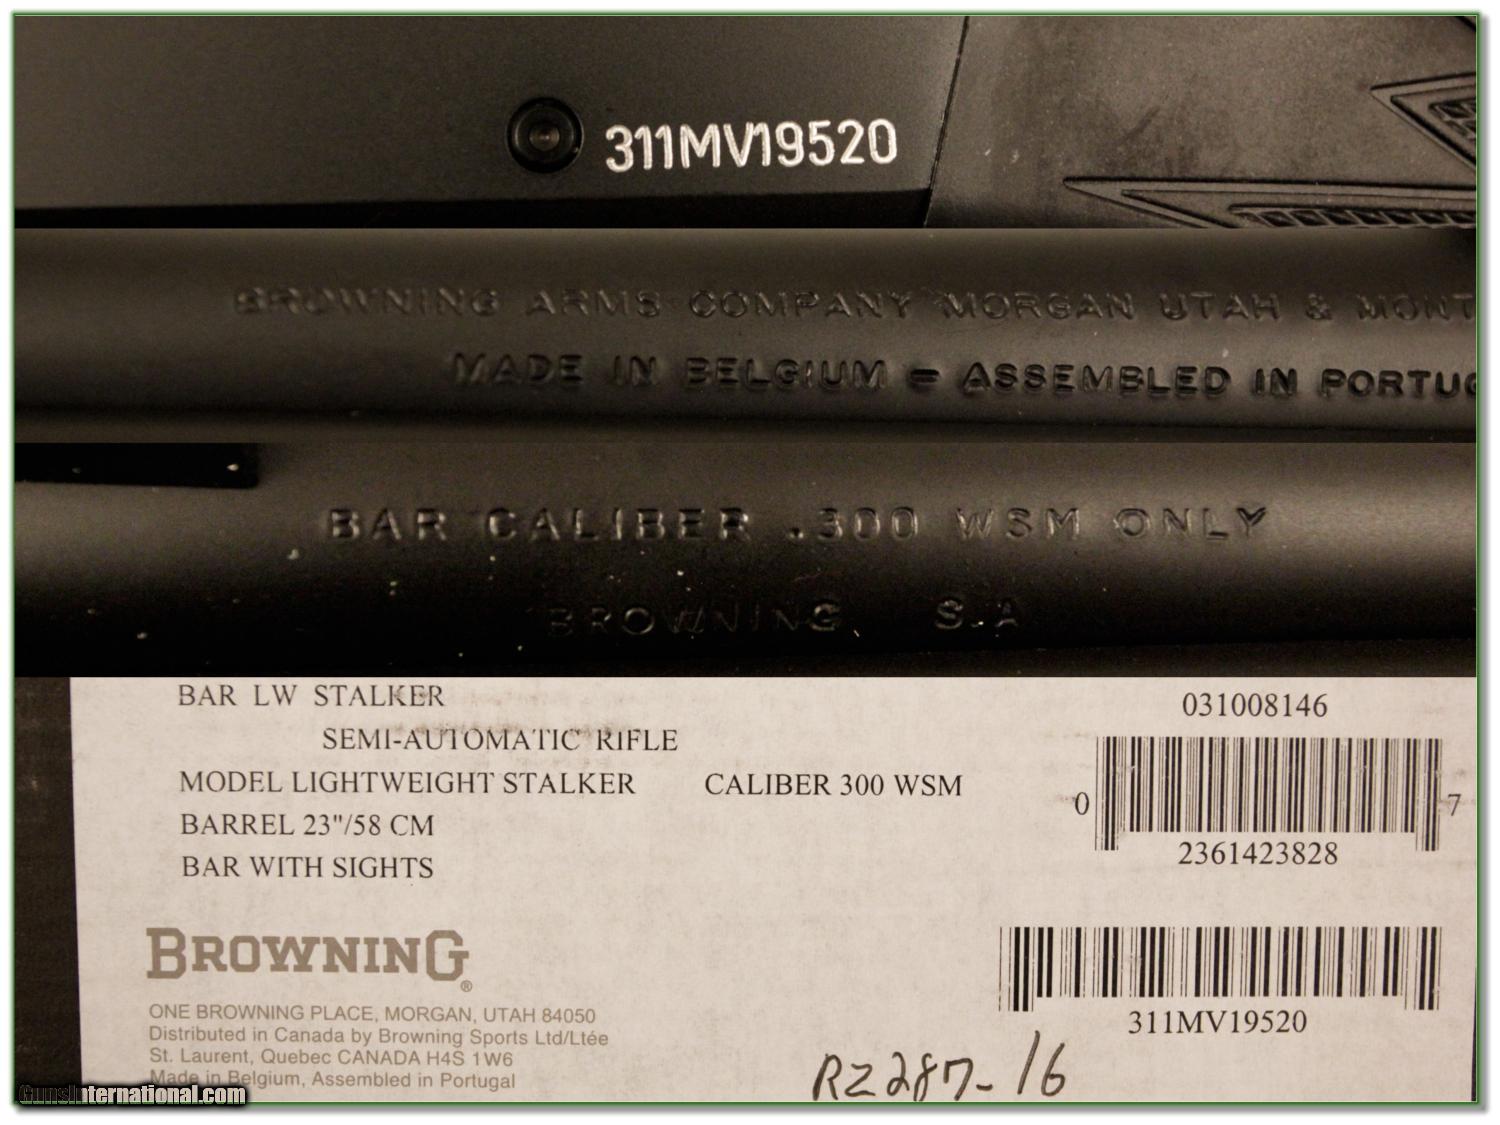 311MV19520
BROWNING ARMS COMPANY MORGAN UTAH & MONT
MADE IN BELGIUM = ASSEMBLED IN PORTUG
BAR CALIBER .300 WSM ONLY
BROWNING S.A
BAR LW STALKER
031008146
SEMI-AUTOMATIC RIFLE
MODEL LIGHTWEIGHT STALKER CALIBER 300 WSM
BARREL 23"/58 CM
0 7
2361423828
BAR WITH SIGHTS
BROWNING®
ONE BROWNING PLACE, MORGAN, UTAH 84050
Distributed in Canada by Browning Sports Ltd/Ltée
St. Laurent, Quebec CANADA H4S 1W6
Made in Belgium, Assembled in Portugal
311MV19520
RZ287-16
GunsInternational.com